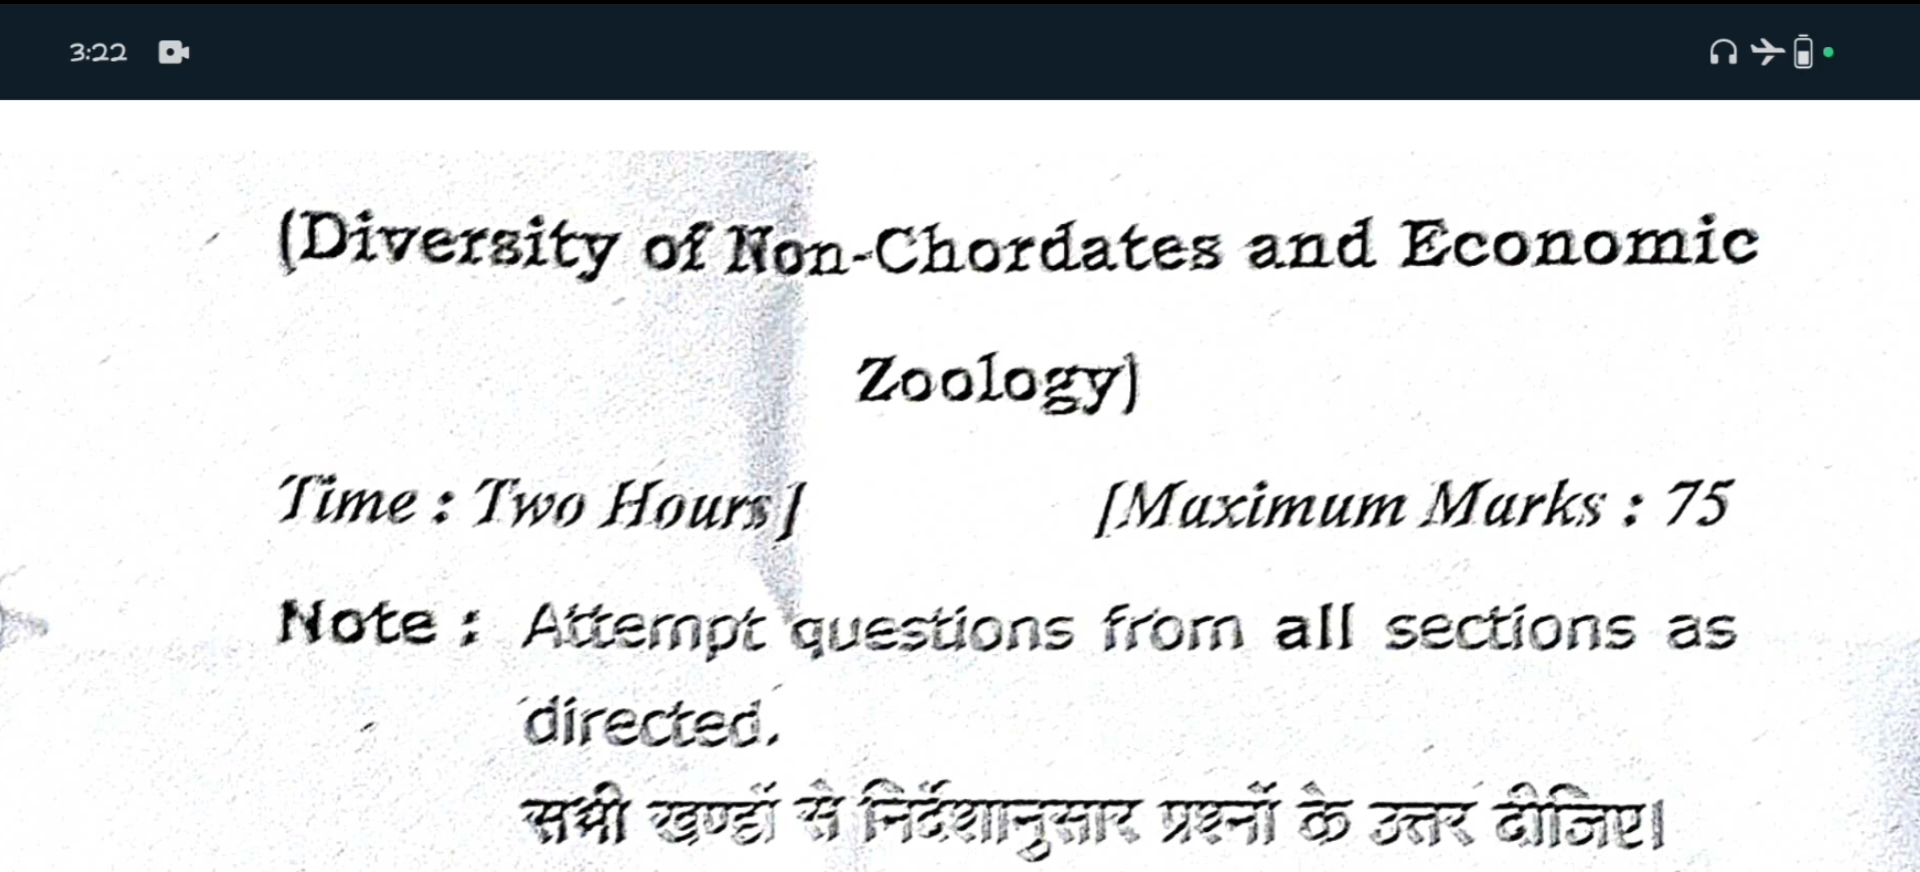 3:22
(Diversity of Non-Chordates and Economic
Zoology)
Time : Two Hours] [Maximum Marks : 75
Note : Attempt questions from all sections as
directed.
सभी खण्डों से निर्देशानुसार प्रश्नों के उत्तर दीजिए।